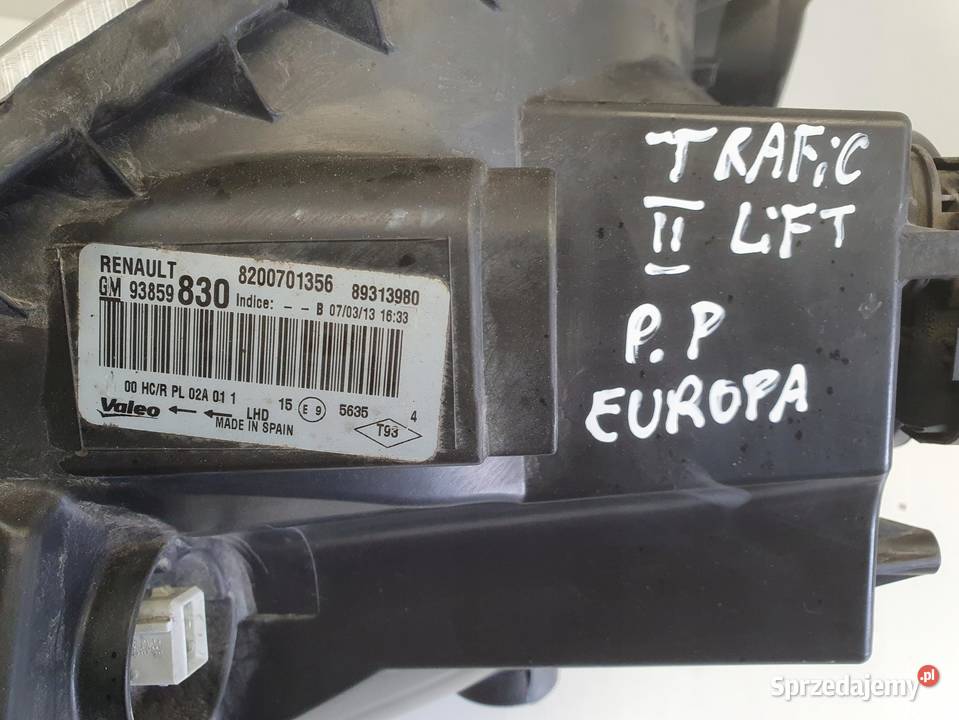 RENAULT 8200701356 89313980
GM 93859 830 Indice: - - B 07/03/13 16:33
00 HC/R PL 02A 01 1
Valeo LHD 15 E 9 5635 4
MADE IN SPAIN T93
TRAFiC
II LiFT
P.P
EUROPA
Sprzedajemy.pl